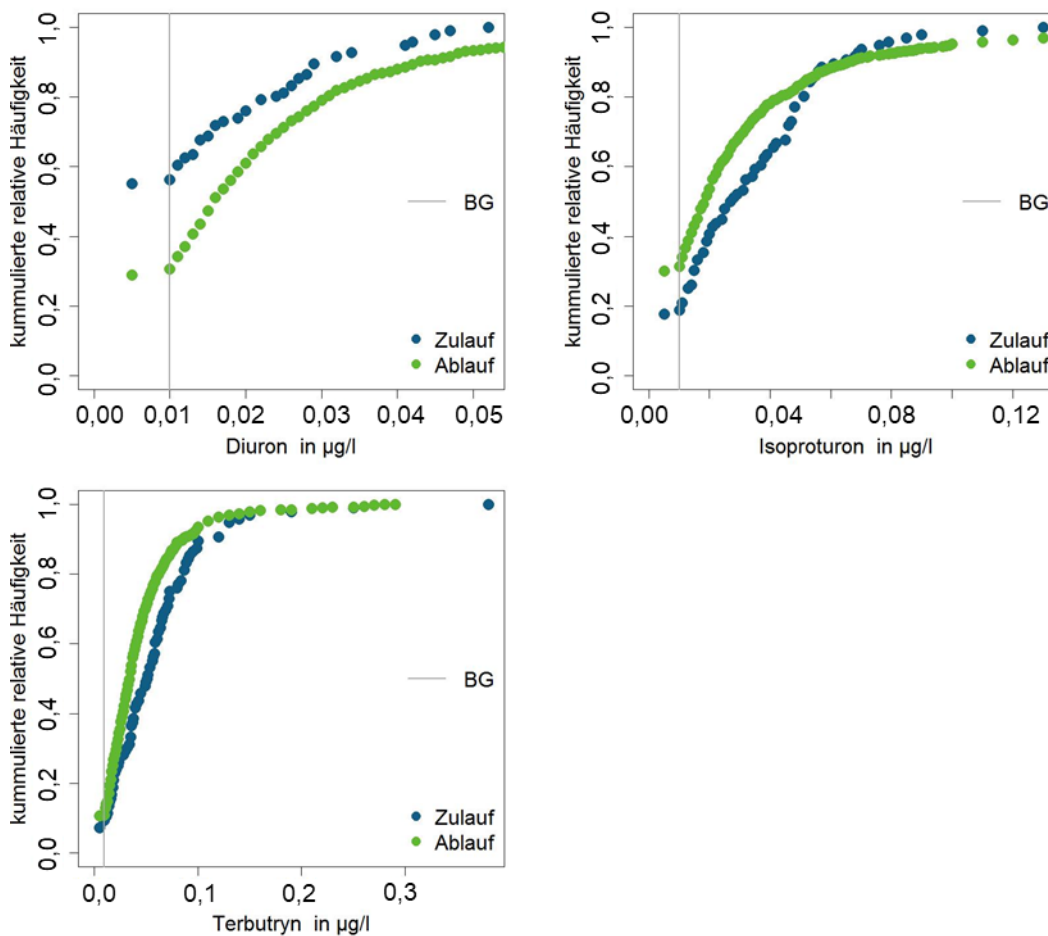 kummulierte relative Häufigkeit
1,0
0,8
0,6
0,4
0,2
0,0
BG
Zulauf
Ablauf
0,00 0,01 0,02 0,03 0,04 0,05
Diuron in µg/l
kummulierte relative Häufigkeit
1,0
0,8
0,6
0,4
0,2
0,0
BG
Zulauf
Ablauf
0,00 0,04 0,08 0,12
Isoproturon in µg/l
kummulierte relative Häufigkeit
1,0
0,8
0,6
0,4
0,2
0,0
BG
Zulauf
Ablauf
0,0 0,1 0,2 0,3
Terbutryn in µg/l